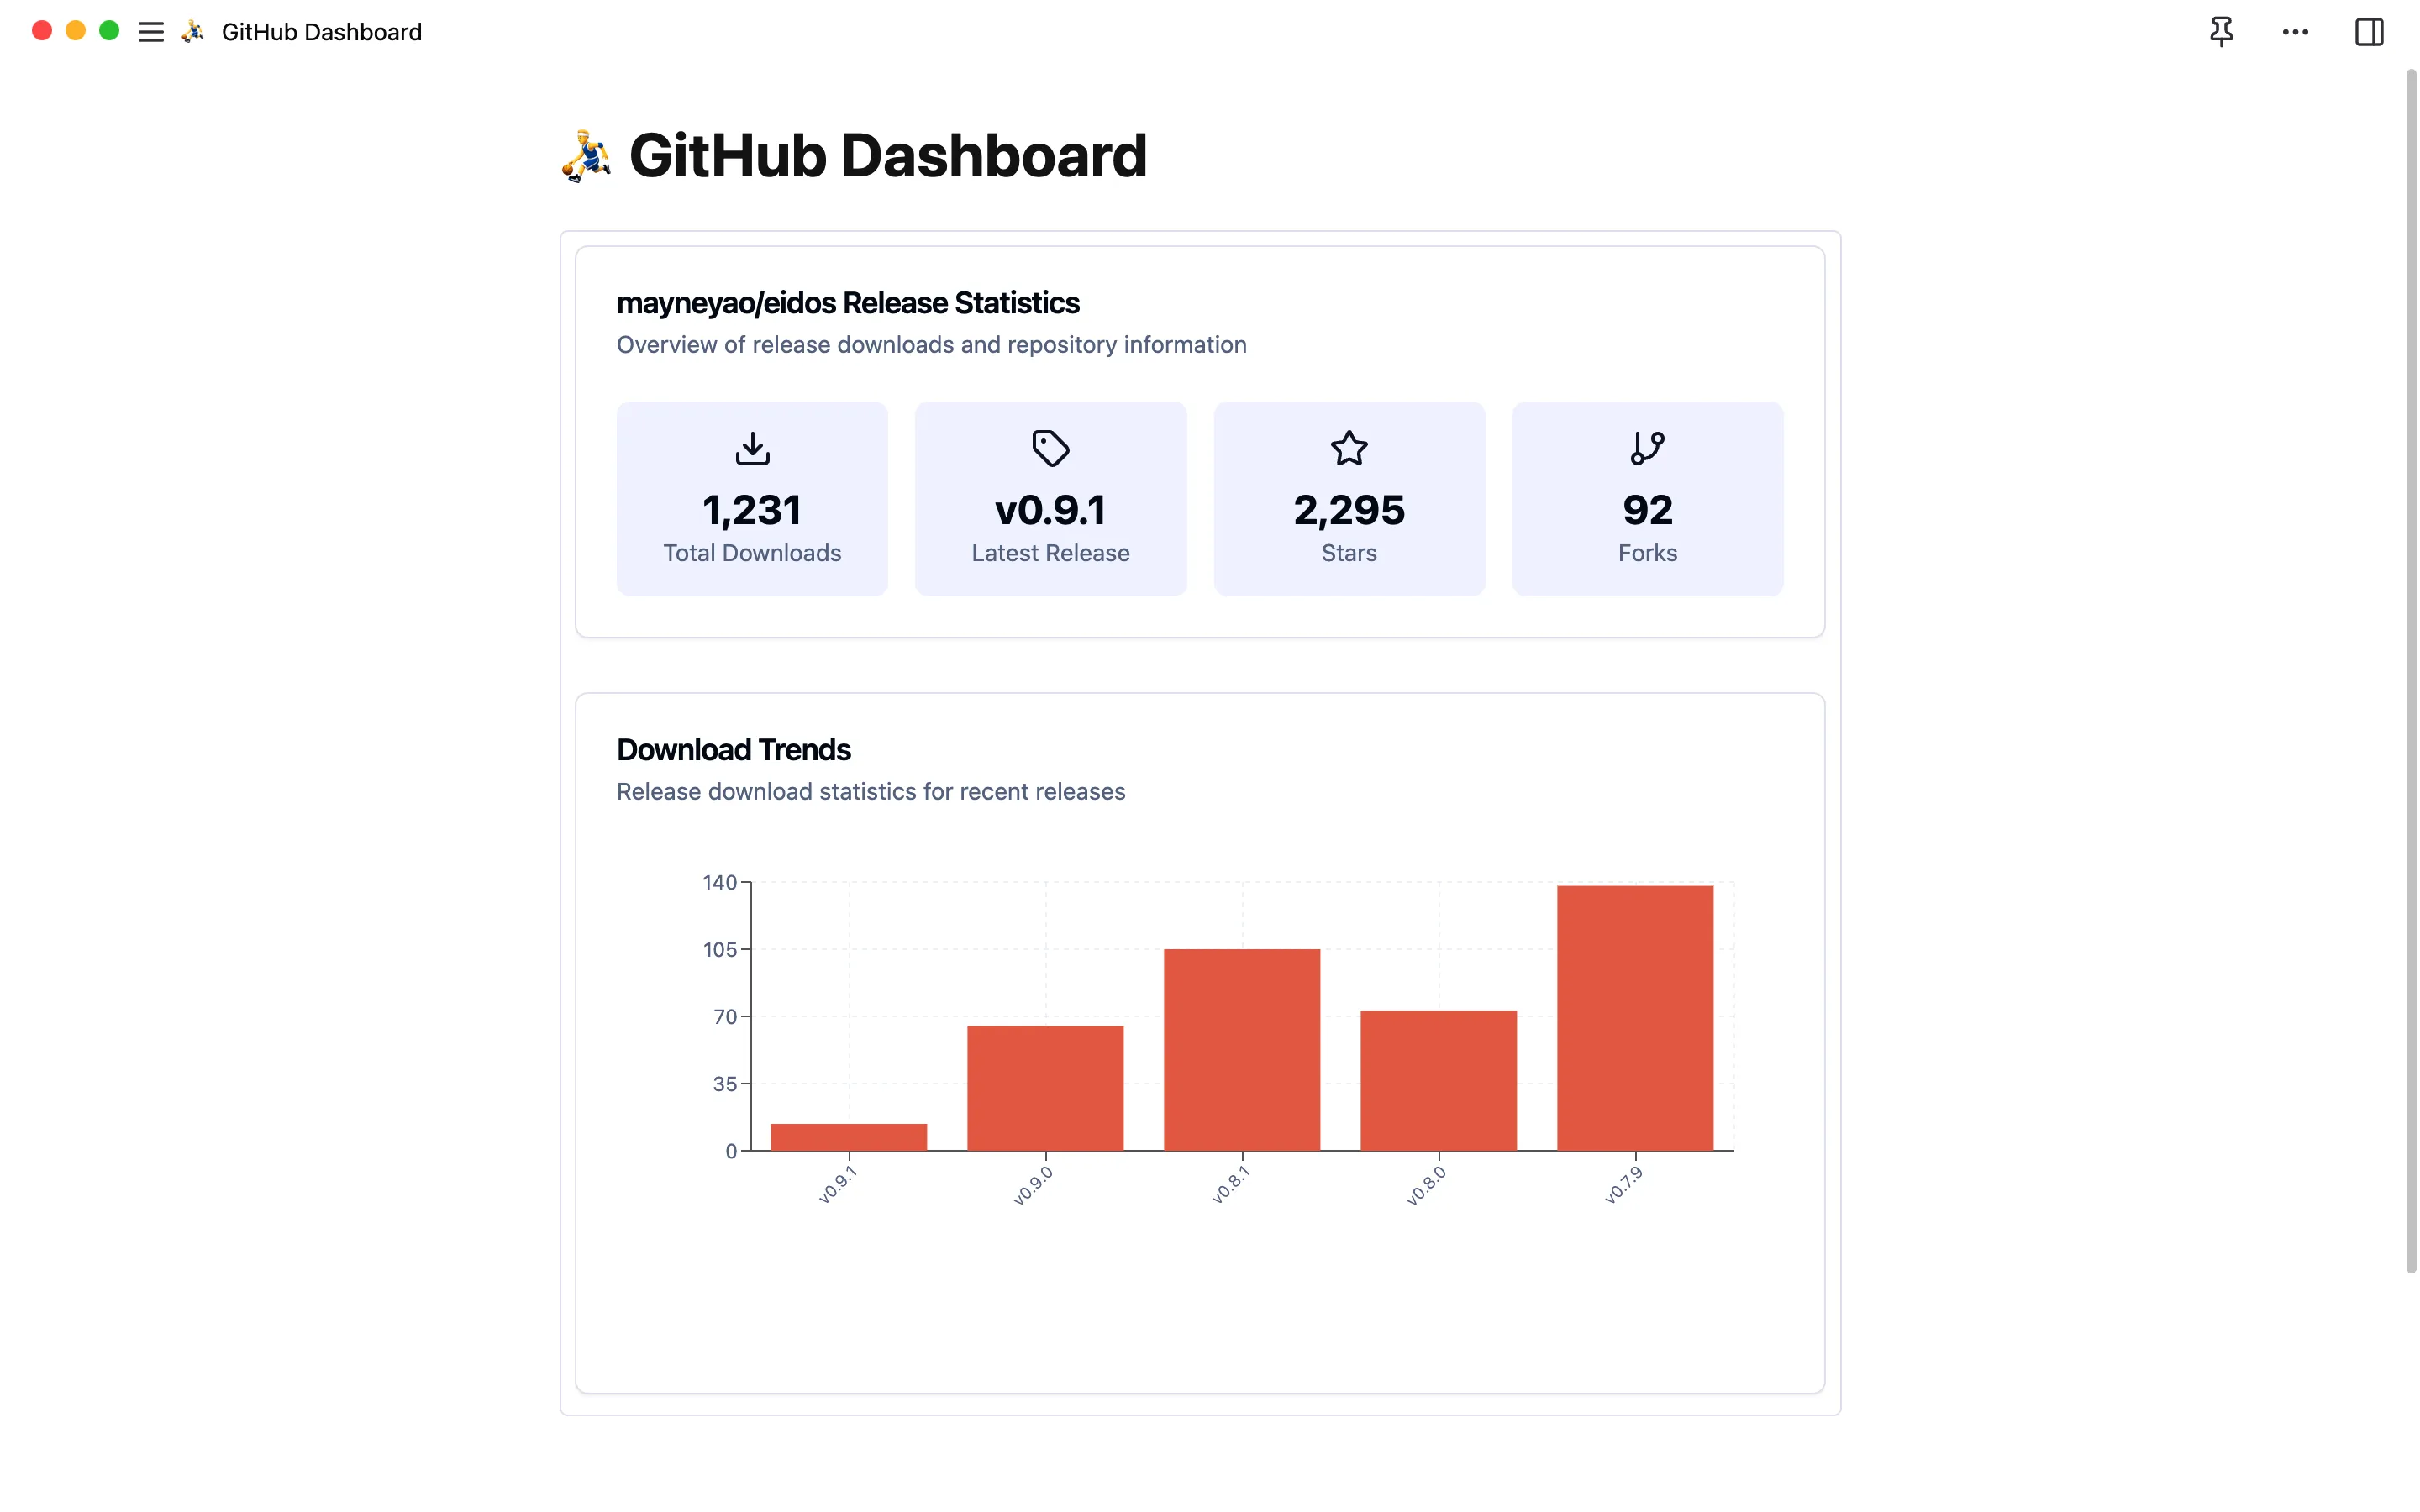 GitHub Dashboard
GitHub Dashboard
mayneyao/eidos Release Statistics
Overview of release downloads and repository information
1,231
Total Downloads
v0.9.1
Latest Release
2,295
Stars
92
Forks
Download Trends
Release download statistics for recent releases
140
105
70
35
0
v0.9.1
v0.9.0
v0.8.1
v0.8.0
v0.7.9